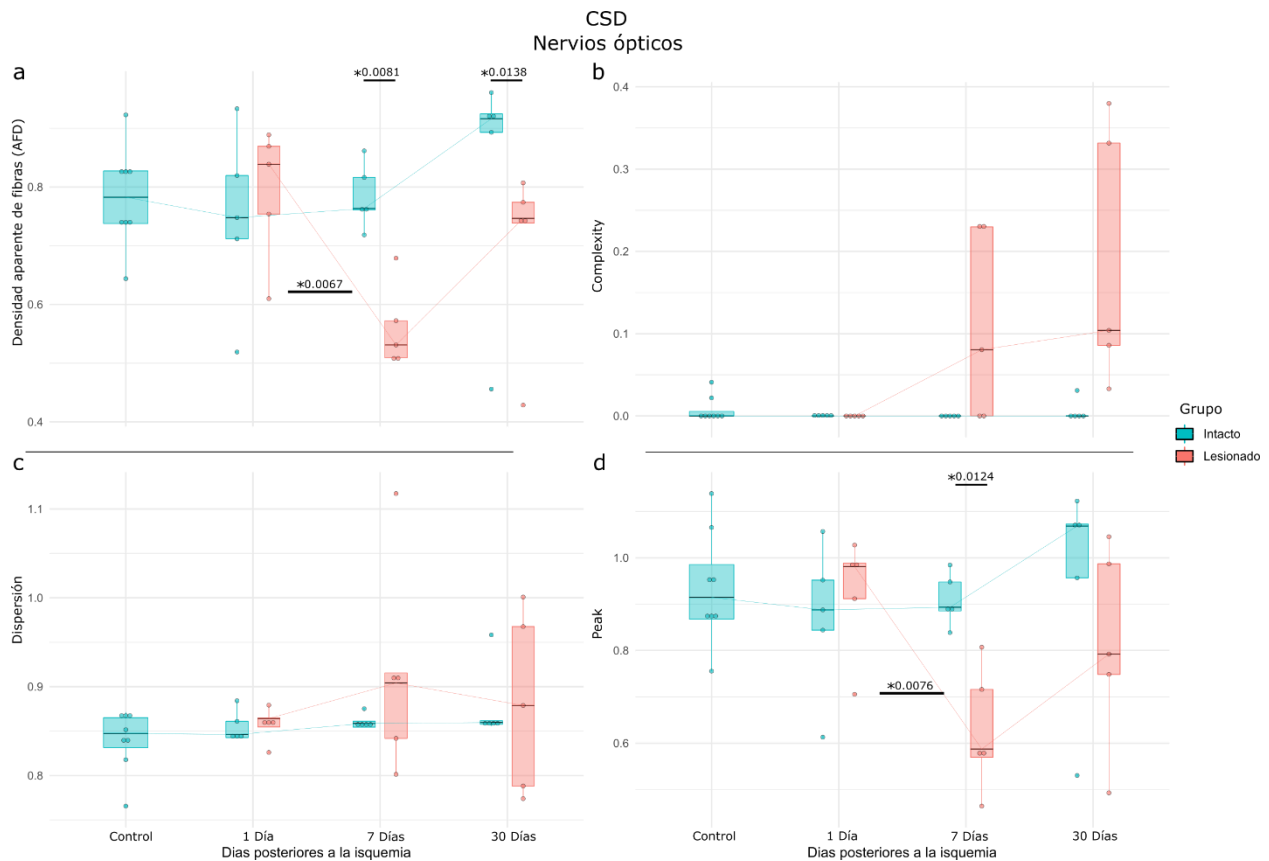 CSD
Nervios ópticos
a
*0.0081
*0.0138
Densidad aparente de fibras (AFD)
0.8
0.6
0.4
*0.0067
b
0.4
0.3
0.2
0.1
0.0
Complexity
Grupo
Intacto
Lesionado
c
1.1
1.0
0.9
0.8
Dispersión
Control
1 Día
7 Días
30 Días
Dias posteriores a la isquemia
d
*0.0124
1.0
0.8
0.6
Peak
*0.0076
Control
1 Día
7 Días
30 Días
Dias posteriores a la isquemia